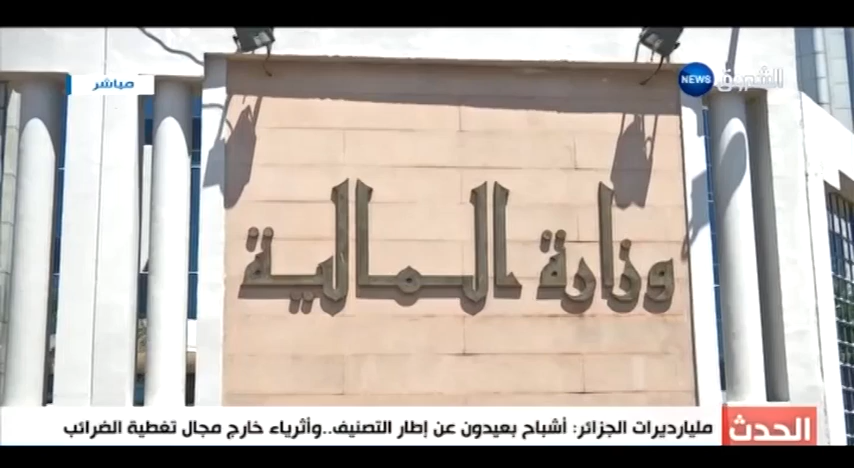 مباشر
الشروق NEWS
وزارة المالية
الحدث
مليارديرات الجزائر: أشباح بعيدون عن إطار التصنيف..وأثرياء خارج مجال تغطية الضرائب